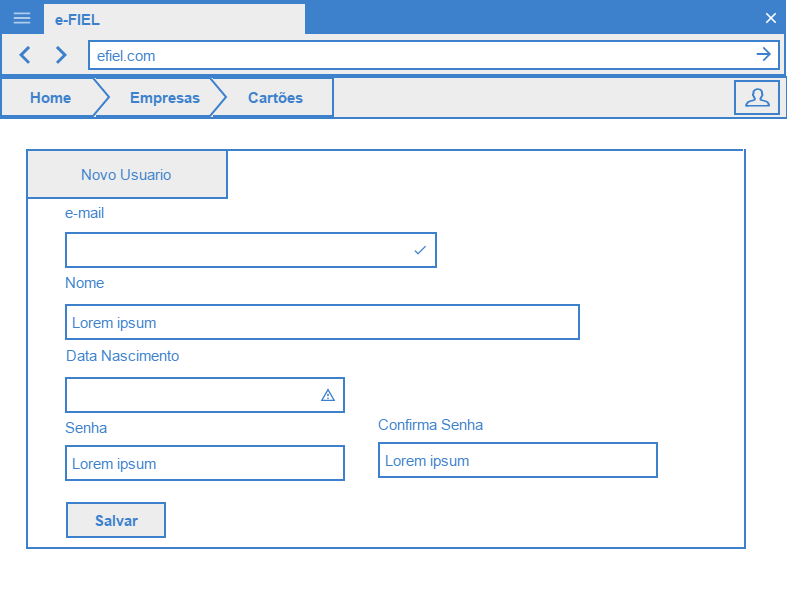 e-FIEL
efiel.com
Home Empresas Cartões
Novo Usuario
e-mail
Nome
Lorem ipsum
Data Nascimento
Senha Confirma Senha
Lorem ipsum Lorem ipsum
Salvar